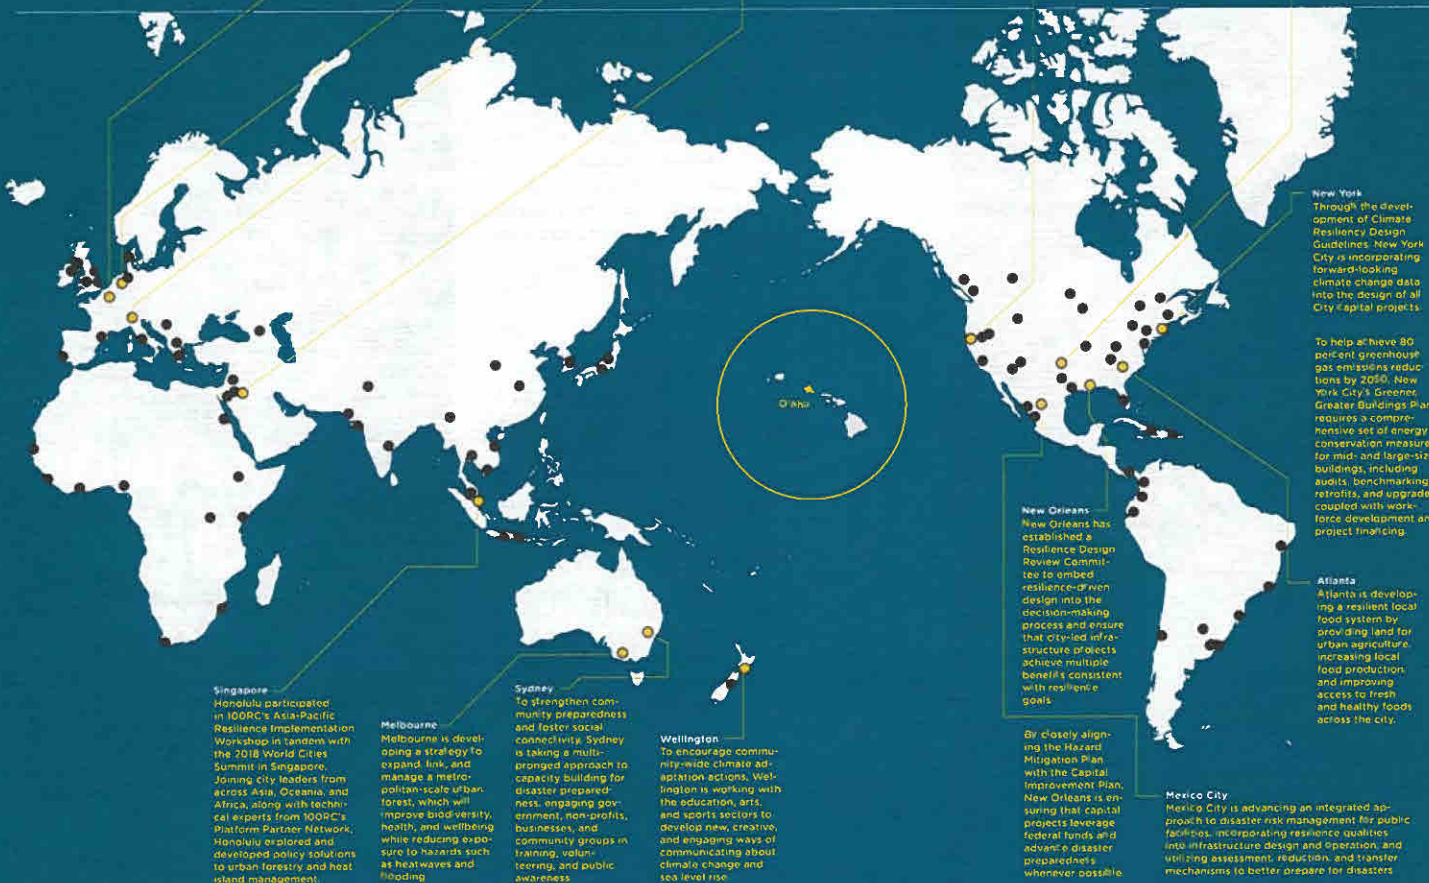 New York
Through the devel-
opment of Climate
Resiliency Design
Guidelines, New York
City is incorporating
forward-looking
climate change data
into the design of all
City capital projects.
To help achieve 80
percent greenhouse
gas emissions reduc-
tions by 2050, New
York City's Greener,
Greater Buildings Plan
requires a compre-
hensive set of energy
conservation measure
for mid- and large-siz
buildings, including
audits, benchmarking
retrofits, and upgrade
coupled with work-
force development an
project financing.
O'ahu
New Orleans
New Orleans has
established a
Resilience Design
Review Commit-
tee to embed
resilience-driven
design into the
decision-making
process and ensure
that city-led infra-
structure projects
achieve multiple
benefits consistent
with resilience
goals
By closely align-
ing the Hazard
Mitigation Plan
with the Capital
Improvement Plan,
New Orleans is en-
suring that capital
projects leverage
federal funds and
advance disaster
preparedness
whenever possible
Atlanta
Atlanta is develop-
ing a resilient local
food system by
providing land for
urban agriculture,
increasing local
food production,
and improving
access to fresh
and healthy foods
across the city.
Singapore
Honolulu participated
in 100RC's Asia-Pacific
Resilience Implementation
Workshop in tandem with
the 2018 World Cities
Summit in Singapore.
Joining city leaders from
across Asia, Oceania, and
Africa, along with techni-
cal experts from 100RC's
Platform Partner Network,
Honolulu explored and
developed policy solutions
to urban forestry and heat
island management.
Melbourne
Melbourne is devel-
oping a strategy to
expand, link, and
manage a metro-
politan-scale urban
forest, which will
improve biodiversity,
health, and wellbeing
while reducing expo-
sure to hazards such
as heatwaves and
flooding
Sydney
To strengthen com-
munity preparedness
and foster social
connectivity, Sydney
is taking a multi-
pronged approach to
capacity building for
disaster prepared-
ness, engaging gov-
ernment, non-profits,
businesses, and
community groups in
training, volun-
teering, and public
awareness
Wellington
To encourage commu-
nity-wide climate ad-
aptation actions, Wel-
lington is working with
the education, arts,
and sports sectors to
develop new, creative,
and engaging ways of
communicating about
climate change and
sea level rise
Mexico City
Mexico City is advancing an integrated ap-
proach to disaster risk management for public
facilities, incorporating resilience qualities
into infrastructure design and operation, and
utilizing assessment, reduction, and transfer
mechanisms to better prepare for disasters